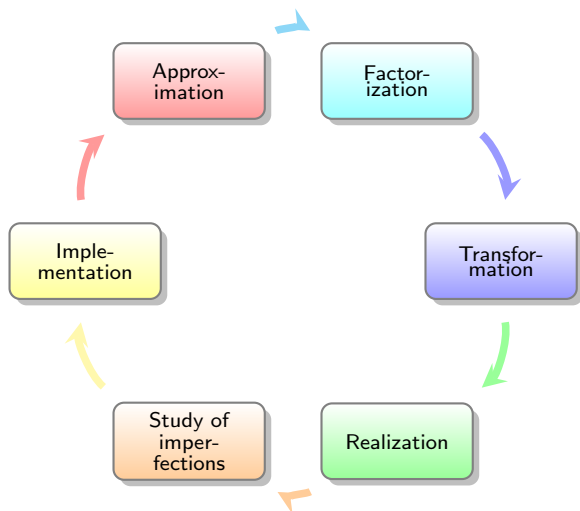 Approx-
imation
Factor-
ization
Transfor-
mation
Realization
Study of
imper-
fections
Imple-
mentation